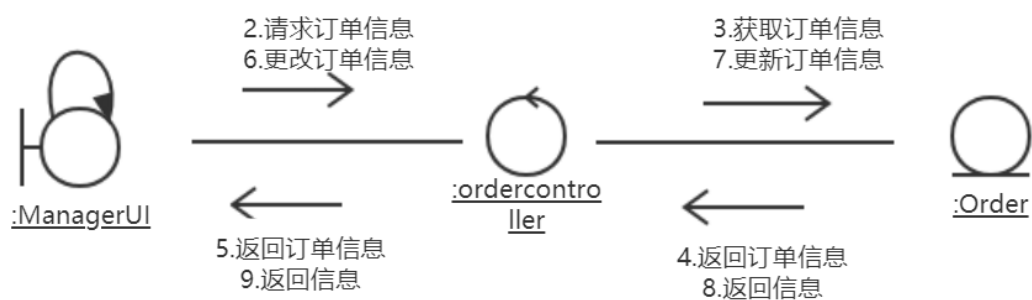 2.请求订单信息
6.更改订单信息
3.获取订单信息
7.更新订单信息
:ManagerUI
:ordercontro
ller
:Order
5.返回订单信息
9.返回信息
4.返回订单信息
8.返回信息